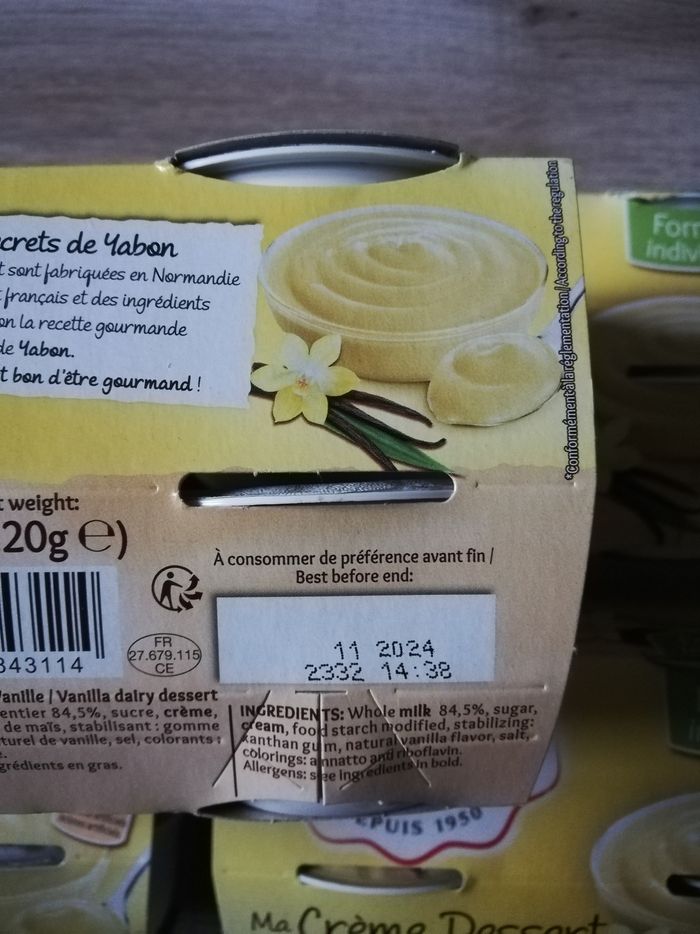 crets de Yabon
t sont fabriquées en Normandie
français et des ingrédients
on la recette gourmande
de Yabon.
t bon d'être gourmand !
*Conformément à la réglementation/According to the regulation
Form
indiv
t weight:
20g ℮)
À consommer de préférence avant fin /
Best before end:
11 2024
2332 14:38
FR
27.679.115
CE
343114
Vanille / Vanilla dairy dessert
entier 84,5%, sucre, crème,
de maïs, stabilisant : gomme
turel de vanille, sel, colorants :
grédients en gras.
INGREDIENTS: Whole milk 84,5%, sugar,
cream, food starch modified, stabilizing:
xanthan gum, natural vanilla flavor, salt,
colorings: annatto and riboflavin.
Allergens: see ingredients in bold.
EPUIS 1950
Ma Crème Dessert